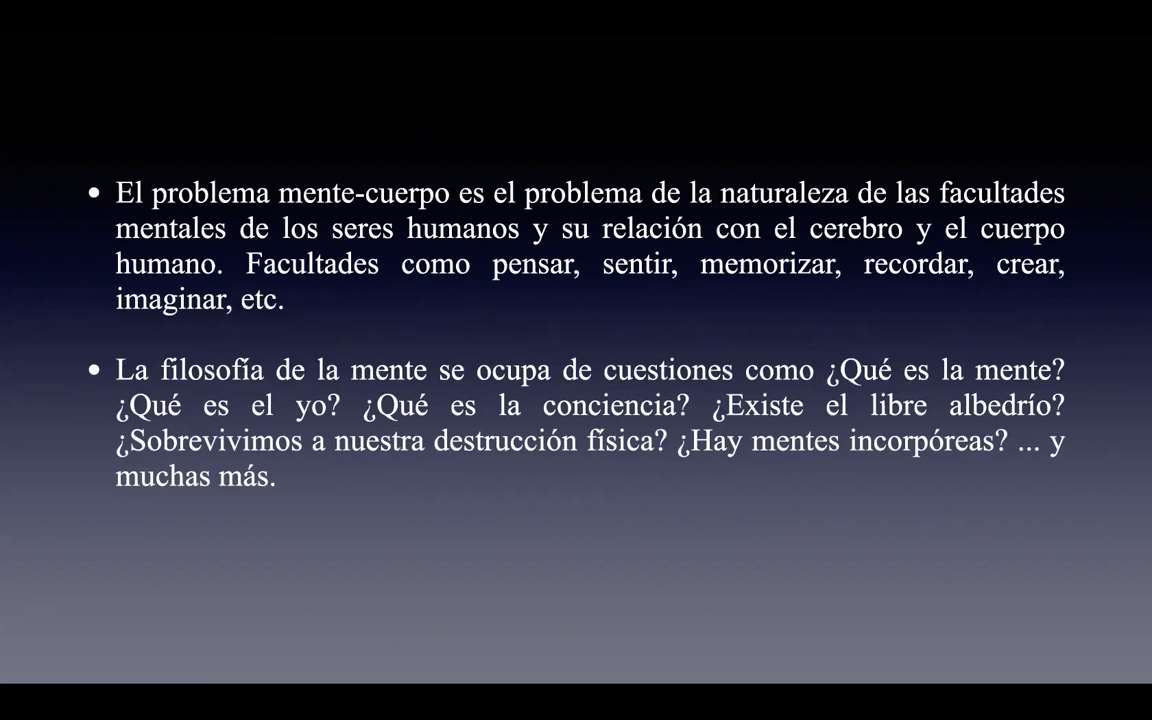 • El problema mente-cuerpo es el problema de la naturaleza de las facultades
mentales de los seres humanos y su relación con el cerebro y el cuerpo
humano. Facultades como pensar, sentir, memorizar, recordar, crear,
imaginar, etc.
• La filosofía de la mente se ocupa de cuestiones como ¿Qué es la mente?
¿Qué es el yo? ¿Qué es la conciencia? ¿Existe el libre albedrío?
¿Sobrevivimos a nuestra destrucción física? ¿Hay mentes incorpóreas? ... y
muchas más.